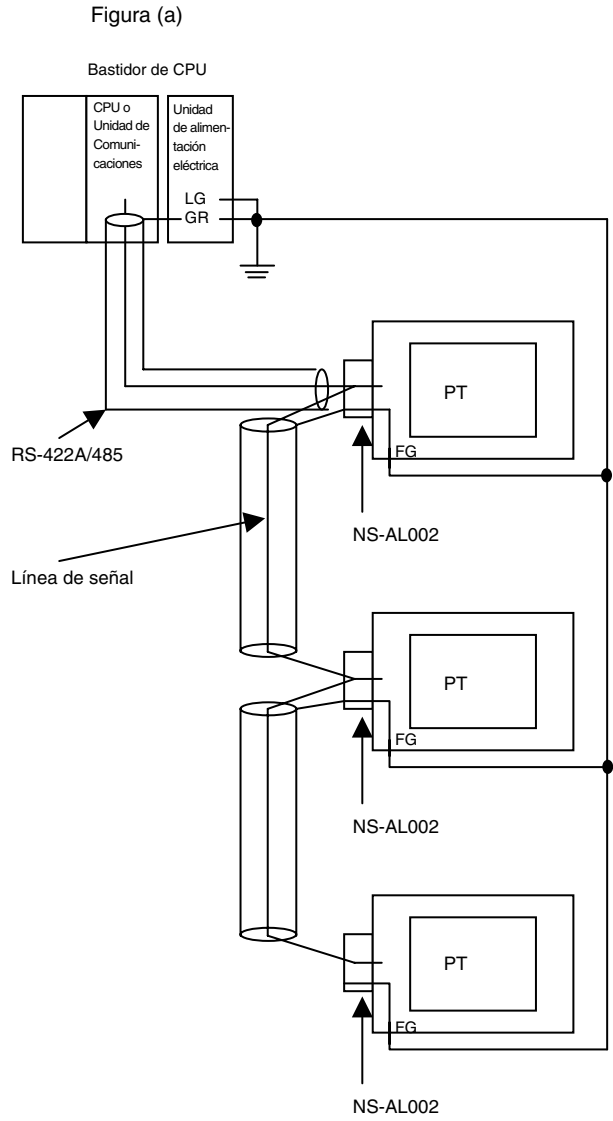 Figura (a)
Bastidor de CPU
CPU o
Unidad de
Comuni-
caciones
Unidad
de alimen-
tación
eléctrica
LG
GR
PT
FG
RS-422A/485
NS-AL002
Línea de señal
PT
FG
NS-AL002
PT
FG
NS-AL002